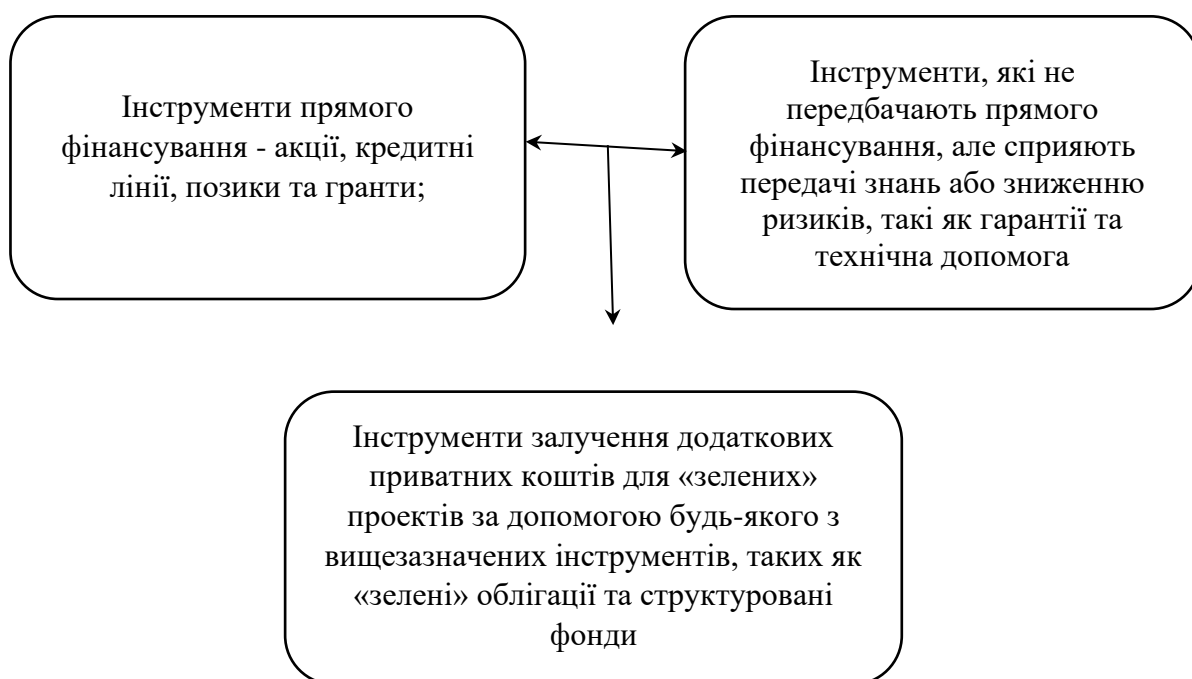 Інструменти прямого
фінансування - акції, кредитні
лінії, позики та гранти;
Інструменти, які не
передбачають прямого
фінансування, але сприяють
передачі знань або зниженню
ризиків, такі як гарантії та
технічна допомога
Інструменти залучення додаткових
приватних коштів для «зелених»
проектів за допомогою будь-якого з
вищезазначених інструментів, таких як
«зелені» облігації та структуровані
фонди